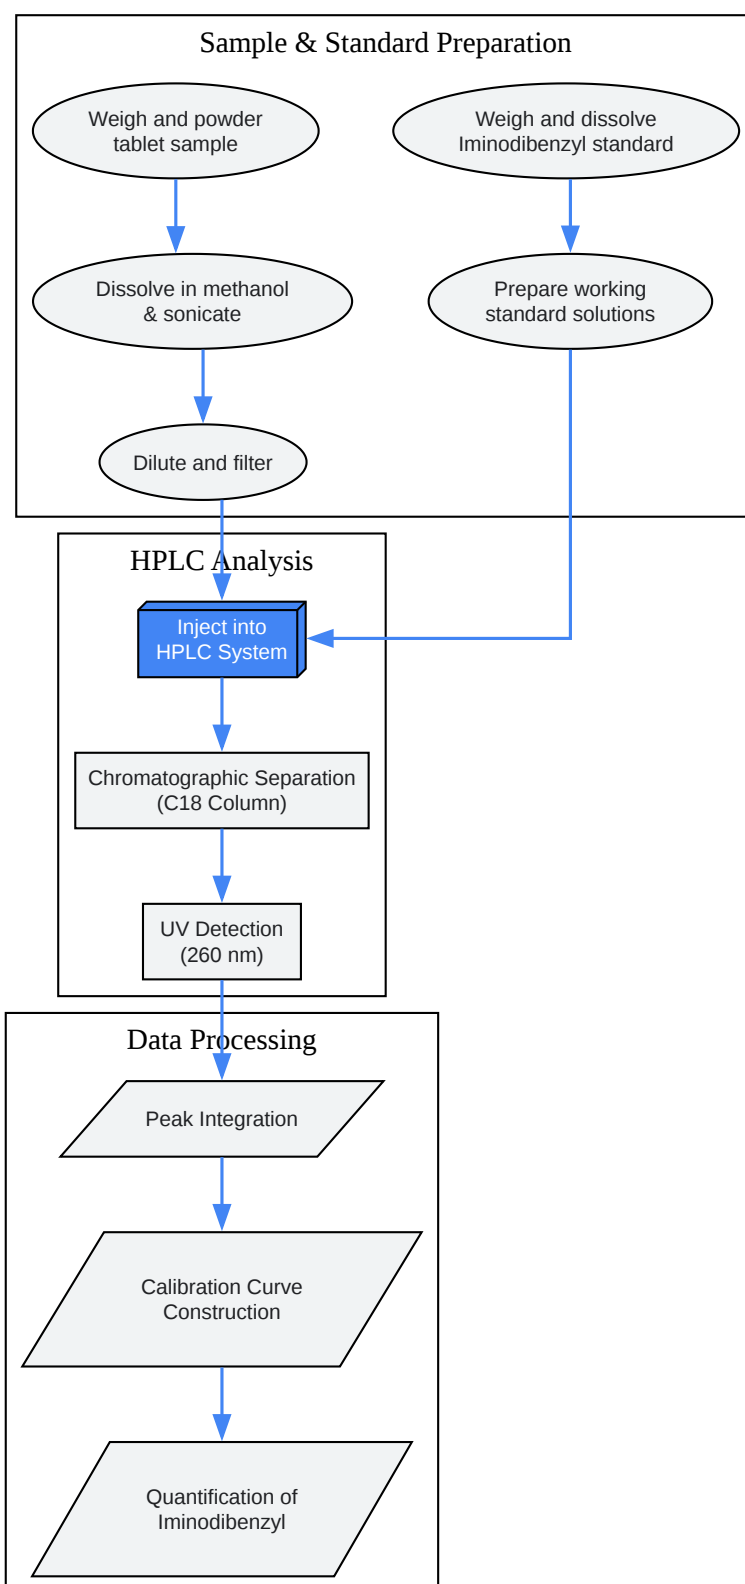 Sample & Standard Preparation
Weigh and powder
tablet sample
Weigh and dissolve
Iminodibenzyl standard
Dissolve in methanol
& sonicate
Prepare working
standard solutions
Dilute and filter
HPLC Analysis
Inject into
HPLC System
Chromatographic Separation
(C18 Column)
UV Detection
(260 nm)
Data Processing
Peak Integration
Calibration Curve
Construction
Quantification of
Iminodibenzyl